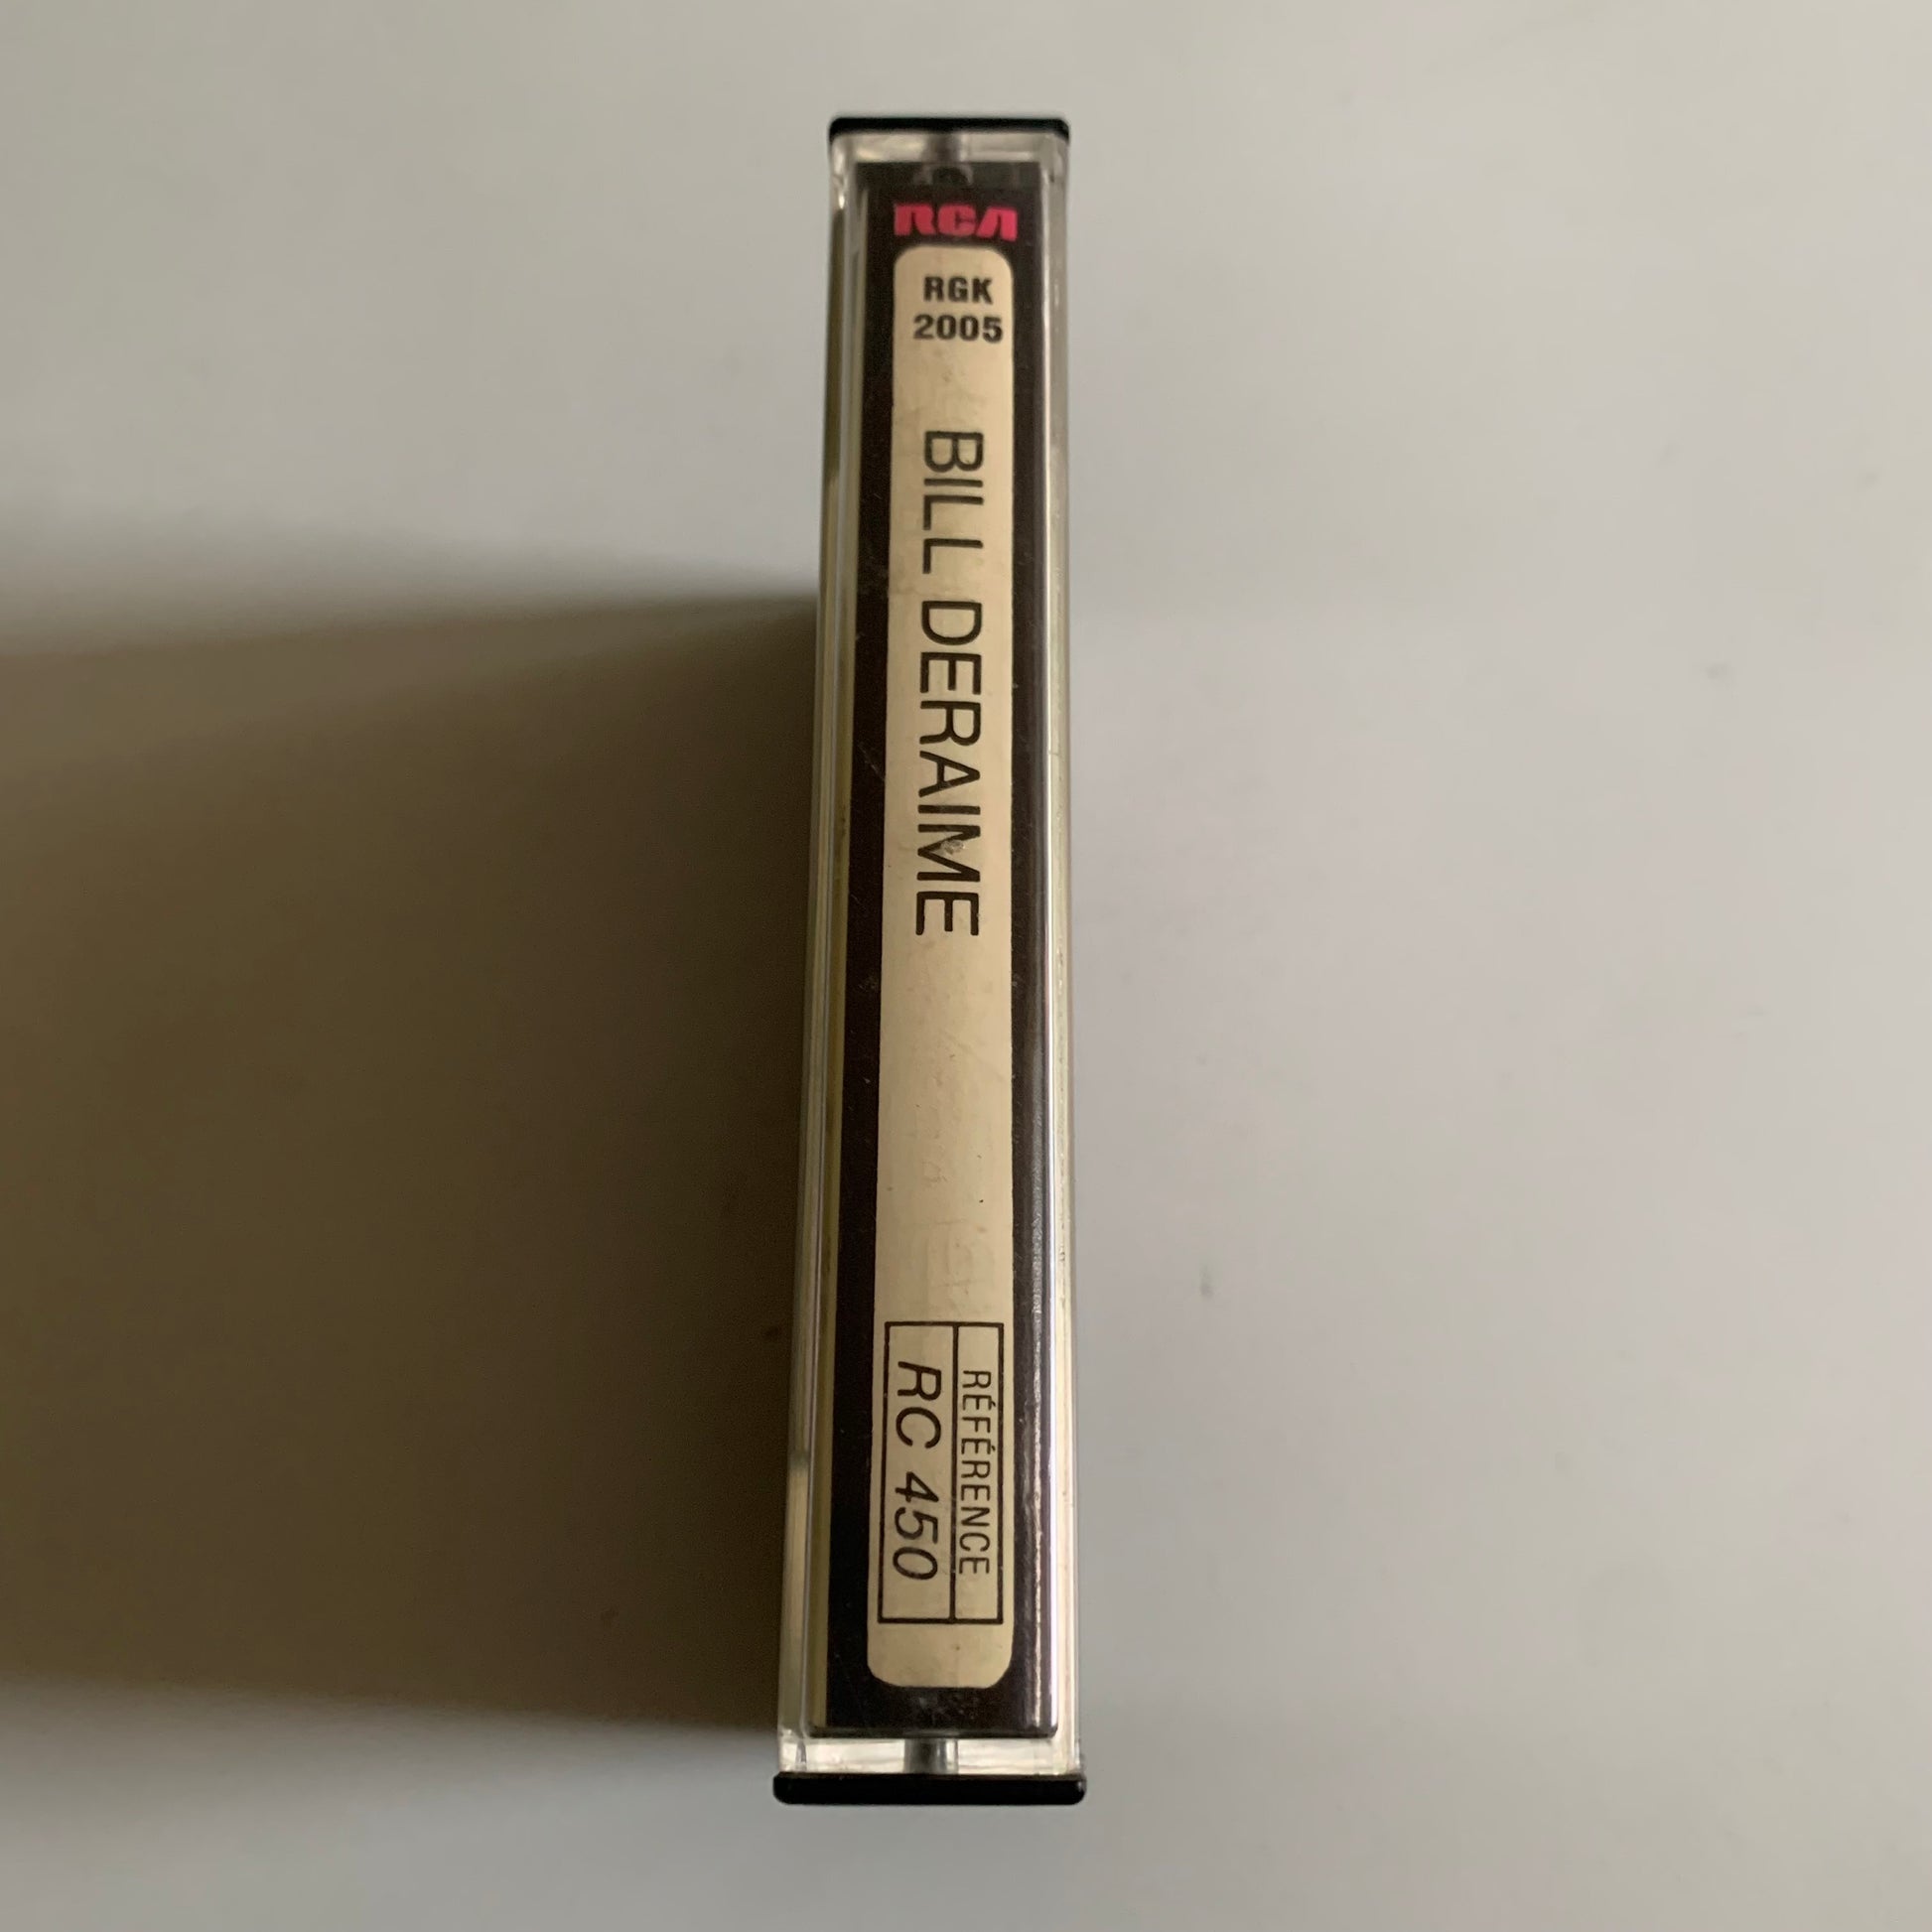 RCA
RGK
2005
BILL DERAIME
RÉFÉRENCE
RC 450